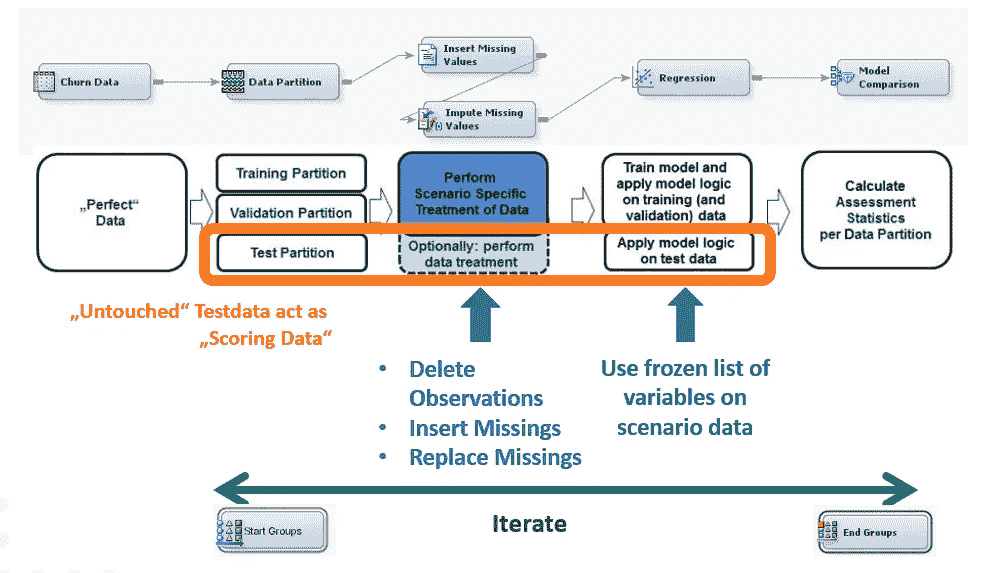 Insert Missing
Values
Churn Data
Data Partition
Regression
Model
Comparison
Impute Missing
Values
„Perfect“
Data
Training Partition
Validation Partition
Test Partition
Perform
Scenario Specific
Treatment of Data
Optionally: perform
data treatment
Train model and
apply model logic
on training (and
validation) data
Apply model logic
on test data
Calculate
Assessment
Statistics
per Data Partition
„Untouched“ Testdata act as
„Scoring Data“
• Delete
Observations
• Insert Missings
• Replace Missings
Use frozen list of
variables on
scenario data
Iterate
Start Groups
End Groups